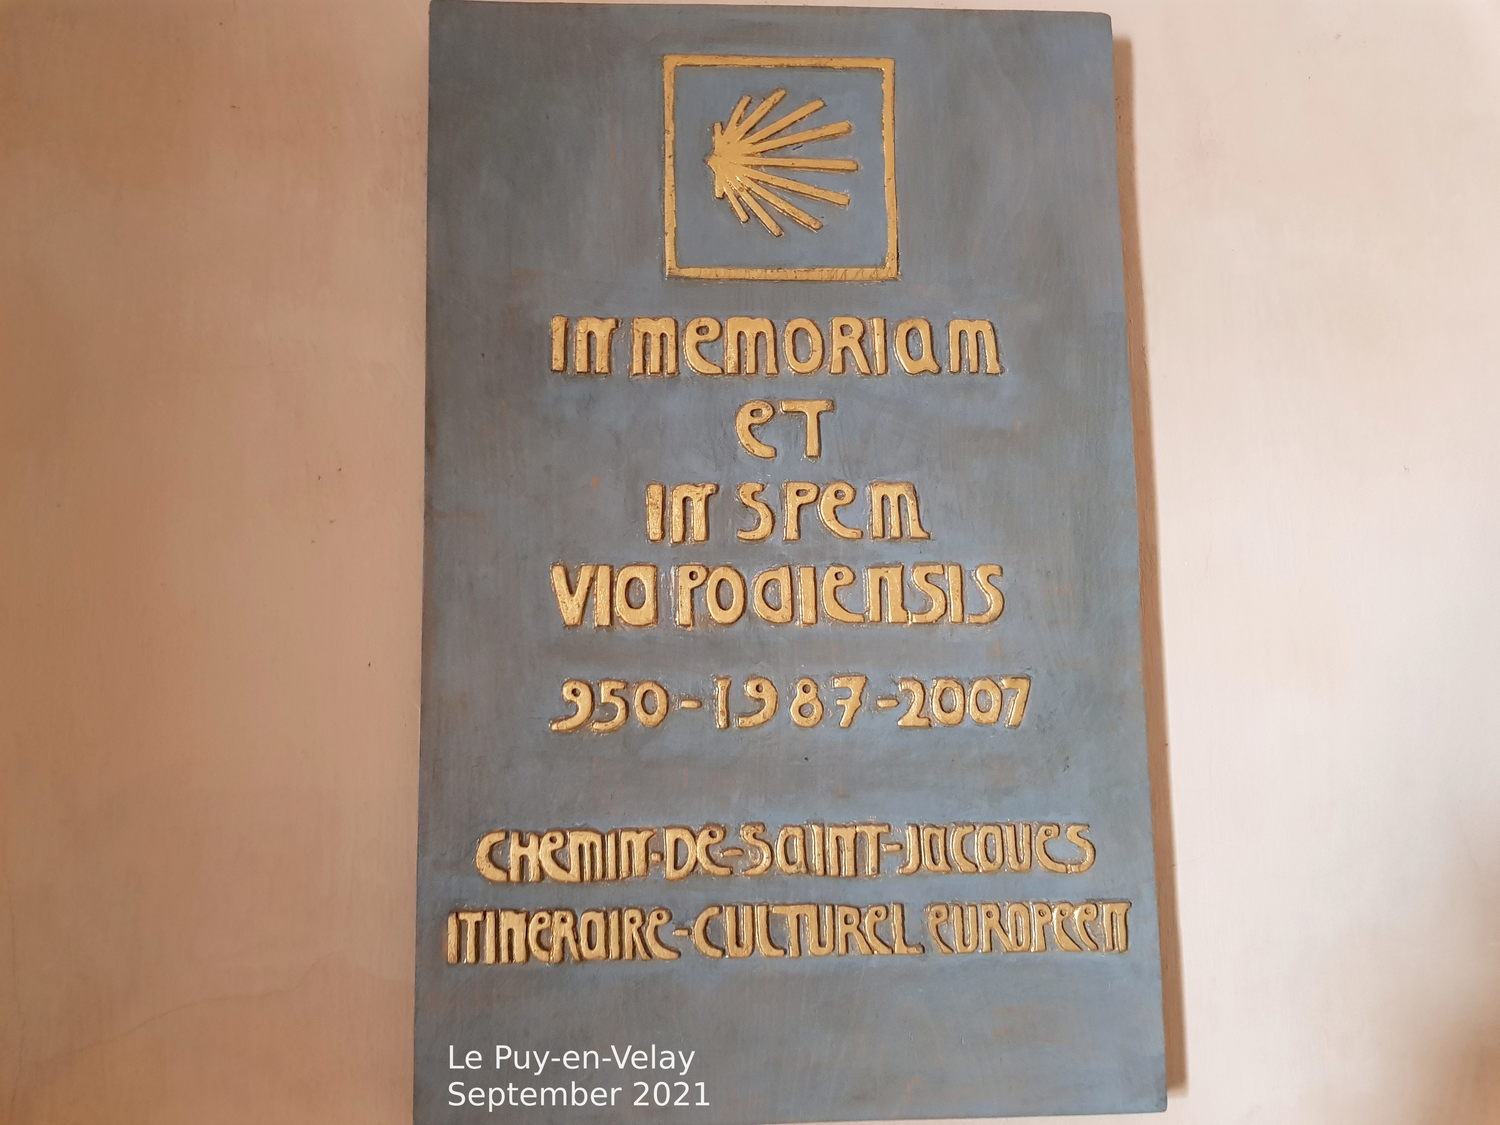 IN MEMORIAM
ET
IN SPEM
VIA PODIENSIS
950-1987-2007
CHEMIN-DE-SAINT-JACQUES
ITINERAIRE-CULTUREL EUROPEEN
Le Puy-en-Velay
September 2021